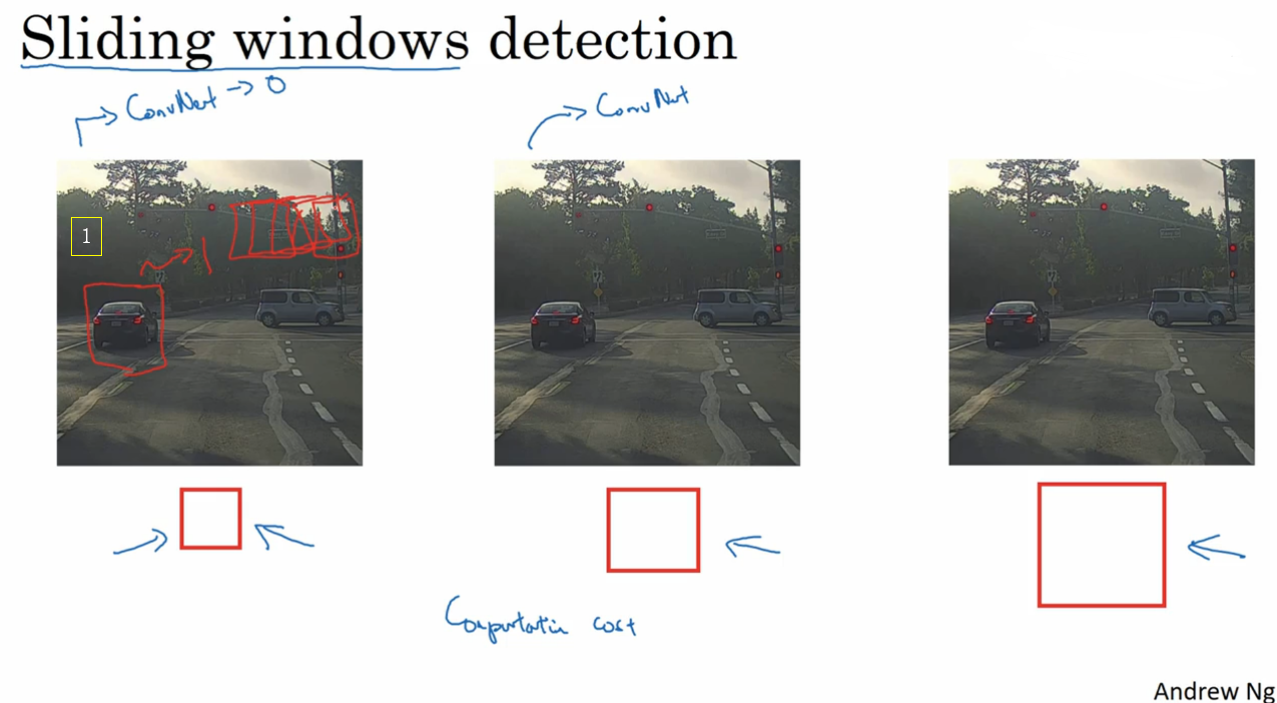 Sliding windows detection
ConvNet → 0
ConvNet
1
1
Computation cost
Andrew Ng